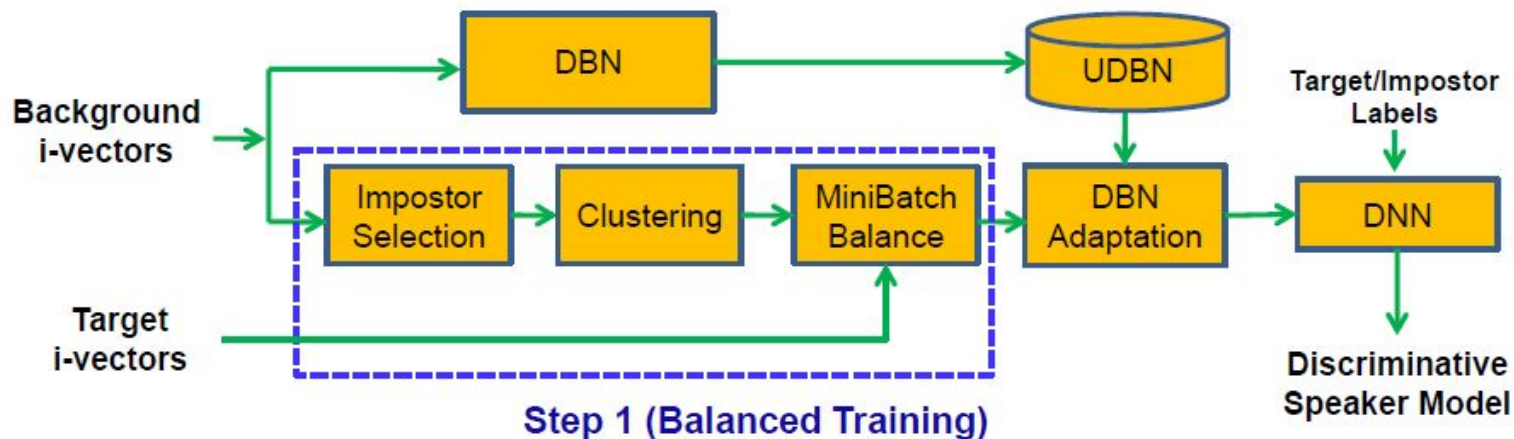 DBN
UDBN
Target/Impostor
Labels
Background
i-vectors
Impostor
Selection
Clustering
MiniBatch
Balance
DBN
Adaptation
DNN
Target
i-vectors
Discriminative
Speaker Model
Step 1 (Balanced Training)